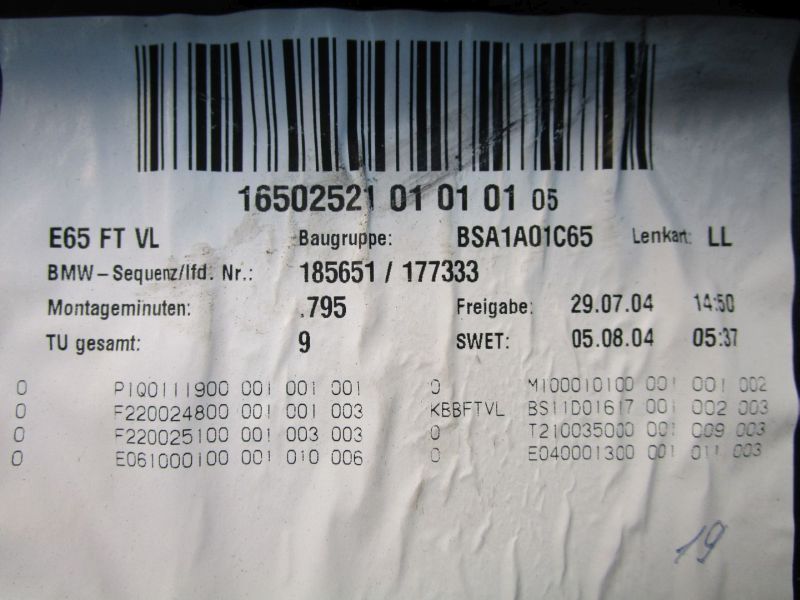 16502521 01 01 01 05
E65 FT VL Baugruppe: BSA1A01C65 Lenkart: LL
BMW-Sequenz/lfd. Nr.: 185651 / 177333
Montageminuten: .795 Freigabe: 29.07.04 14:50
TU gesamt: 9 SWET: 05.08.04 05:37
0 P1Q0111900 001 001 001 0 M100010100 001 001 002
0 F220024800 001 001 003 KBBFTVL BS11D01617 001 002 003
0 F220025100 001 003 003 0 T210035000 001 009 003
0 E061000100 001 010 006 0 E040001300 001 011 003
19